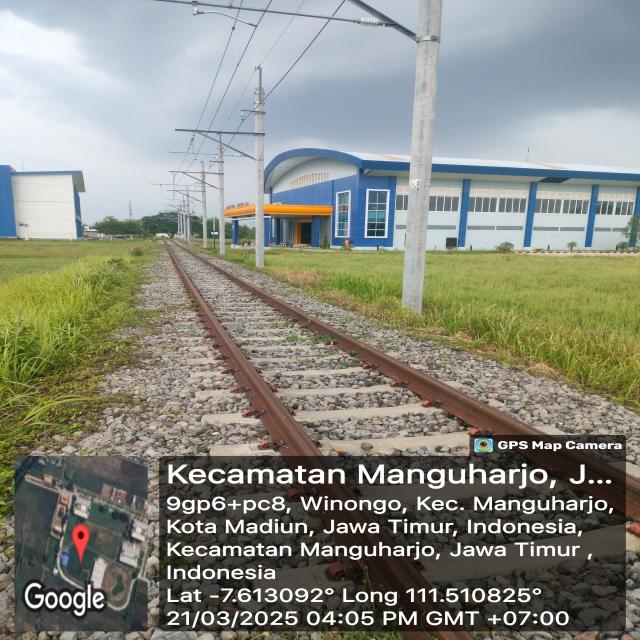 GPS Map Camera
Kecamatan Manguharjo, J...
9gp6+pc8, Winongo, Kec. Manguharjo,
Kota Madiun, Jawa Timur, Indonesia,
Kecamatan Manguharjo, Jawa Timur ,
Indonesia
Lat -7.613092° Long 111.510825°
21/03/2025 04:05 PM GMT +07:00
Google